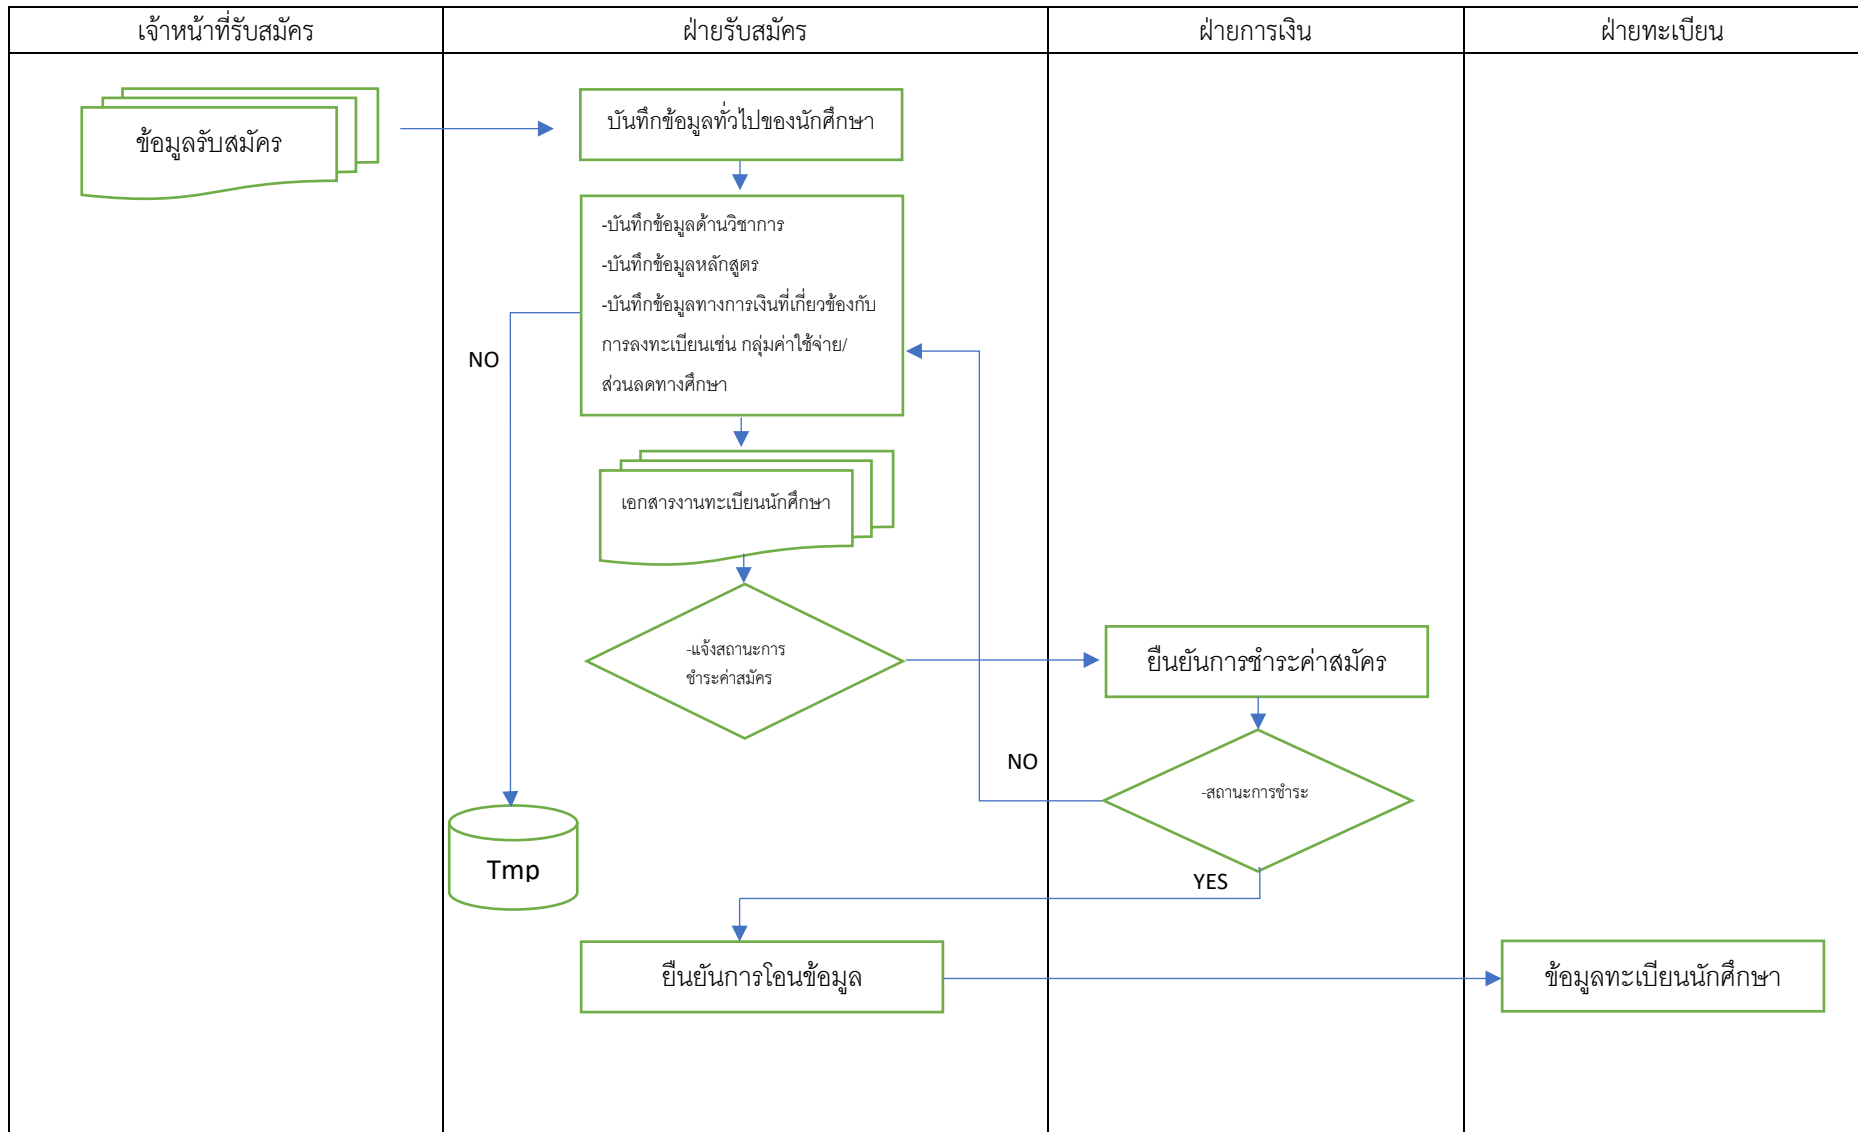 เจ้าหน้าที่รับสมัคร
ฝ่ายรับสมัคร
ฝ่ายการเงิน
ฝ่ายทะเบียน
ข้อมูลรับสมัคร
บันทึกข้อมูลทั่วไปของนักศึกษา
-บันทึกข้อมูลด้านวิชาการ
-บันทึกข้อมูลหลักสูตร
-บันทึกข้อมูลทางการเงินที่เกี่ยวข้องกับ
การลงทะเบียนเช่น กลุ่มค่าใช้จ่าย/
ส่วนลดทางศึกษา
NO
เอกสารงานทะเบียนนักศึกษา
-แจ้งสถานะการ
ชำระค่าสมัคร
ยืนยันการชำระค่าสมัคร
NO
-สถานะการชำระ
Tmp
YES
ยืนยันการโอนข้อมูล
ข้อมูลทะเบียนนักศึกษา